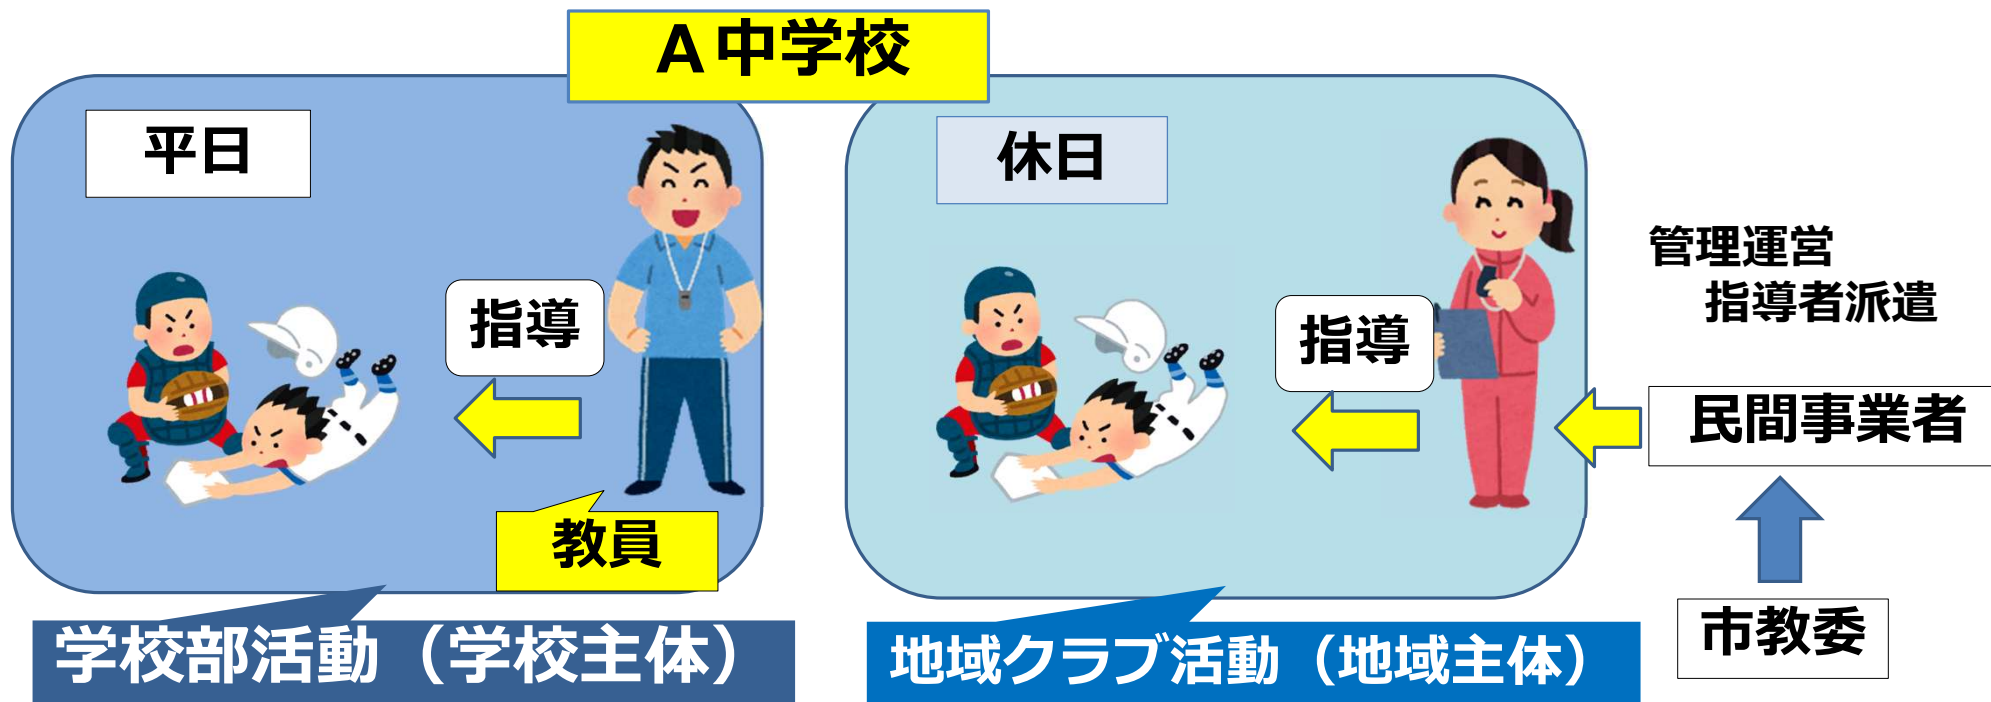 A中学校
平日
指導
教員
学校部活動（学校主体）
休日
指導
地域クラブ活動（地域主体）
管理運営
指導者派遣
民間事業者
市教委